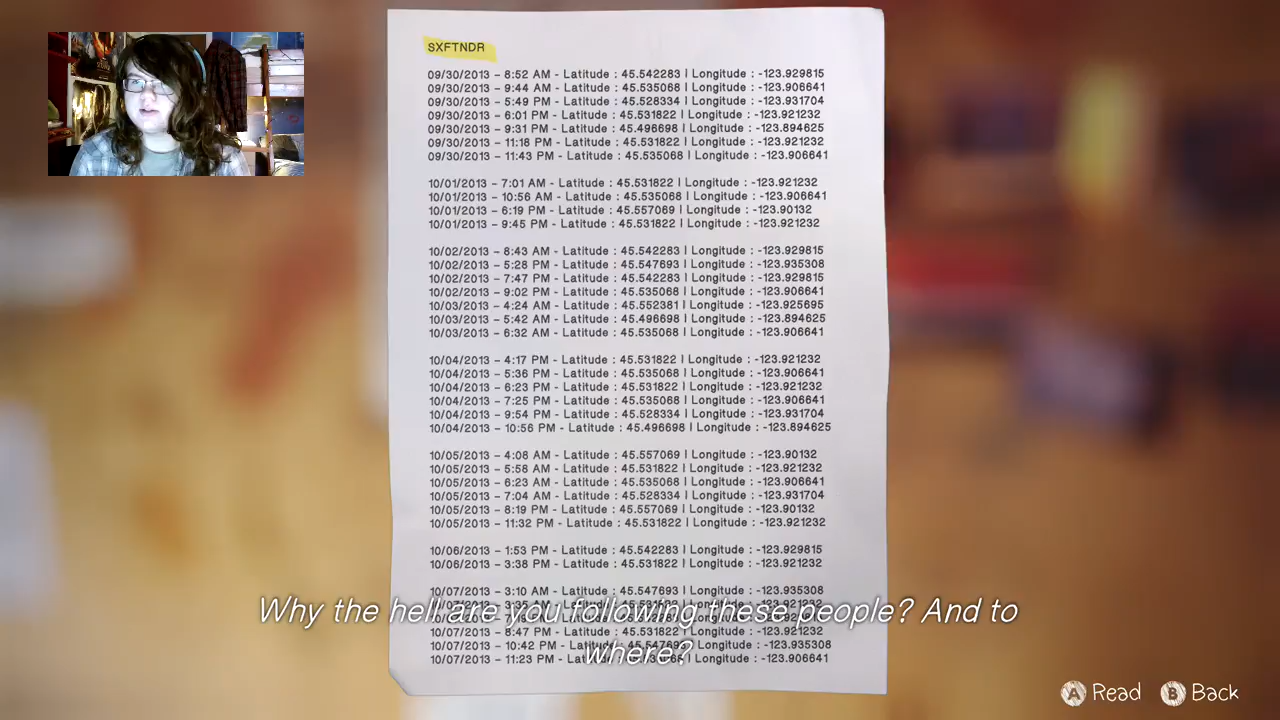 SXFTNDR
09/30/2013 – 8:52 AM - Latitude : 45.542283 | Longitude : -123.929815
09/30/2013 – 9:44 AM - Latitude : 45.535068 | Longitude : -123.906641
09/30/2013 – 5:49 PM - Latitude : 45.528334 | Longitude : -123.931704
09/30/2013 – 6:01 PM - Latitude : 45.531822 | Longitude : -123.921232
09/30/2013 – 9:31 PM - Latitude : 45.496698 | Longitude : -123.894625
09/30/2013 – 11:18 PM - Latitude : 45.531822 | Longitude : -123.921232
09/30/2013 – 11:43 PM - Latitude : 45.535068 | Longitude : -123.906641
10/01/2013 – 7:01 AM - Latitude : 45.531822 | Longitude : -123.921232
10/01/2013 – 10:56 AM - Latitude : 45.535068 | Longitude : -123.906641
10/01/2013 – 6:19 PM - Latitude : 45.557069 | Longitude : -123.90132
10/01/2013 – 9:45 PM - Latitude : 45.531822 | Longitude : -123.921232
10/02/2013 – 8:43 AM - Latitude : 45.542283 | Longitude : -123.929815
10/02/2013 – 5:28 PM - Latitude : 45.547693 | Longitude : -123.935308
10/02/2013 – 7:47 PM - Latitude : 45.542283 | Longitude : -123.929815
10/02/2013 – 9:02 PM - Latitude : 45.535068 | Longitude : -123.906641
10/03/2013 – 4:24 AM - Latitude : 45.552381 | Longitude : -123.925695
10/03/2013 – 5:42 AM - Latitude : 45.496698 | Longitude : -123.894625
10/03/2013 – 6:32 AM - Latitude : 45.535068 | Longitude : -123.906641
10/04/2013 – 4:17 PM - Latitude : 45.531822 | Longitude : -123.921232
10/04/2013 – 5:36 PM - Latitude : 45.535068 | Longitude : -123.906641
10/04/2013 – 6:23 PM - Latitude : 45.531822 | Longitude : -123.921232
10/04/2013 – 7:25 PM - Latitude : 45.535068 | Longitude : -123.906641
10/04/2013 – 9:54 PM - Latitude : 45.528334 | Longitude : -123.931704
10/04/2013 – 10:56 PM - Latitude : 45.496698 | Longitude : -123.894625
10/05/2013 – 4:08 AM - Latitude : 45.557069 | Longitude : -123.90132
10/05/2013 – 5:58 AM - Latitude : 45.531822 | Longitude : -123.921232
10/05/2013 – 6:23 AM - Latitude : 45.535068 | Longitude : -123.906641
10/05/2013 – 7:04 AM - Latitude : 45.528334 | Longitude : -123.931704
10/05/2013 – 8:19 PM - Latitude : 45.557069 | Longitude : -123.90132
10/05/2013 – 11:32 PM - Latitude : 45.531822 | Longitude : -123.921232
10/06/2013 – 1:53 PM - Latitude : 45.542283 | Longitude : -123.929815
10/06/2013 – 3:38 PM - Latitude : 45.531822 | Longitude : -123.921232
10/07/2013 – 3:10 AM - Latitude : 45.547693 | Longitude : -123.935308
Why the hell are you following these people? And to
10/07/2013 – 8:47 PM - Latitude : 45.531822 | Longitude : -123.921232
10/07/2013 – 10:42 PM - Longitude : -123.935308
where?
10/07/2013 – 11:23 PM - Longitude : -123.906641
A Read B Back